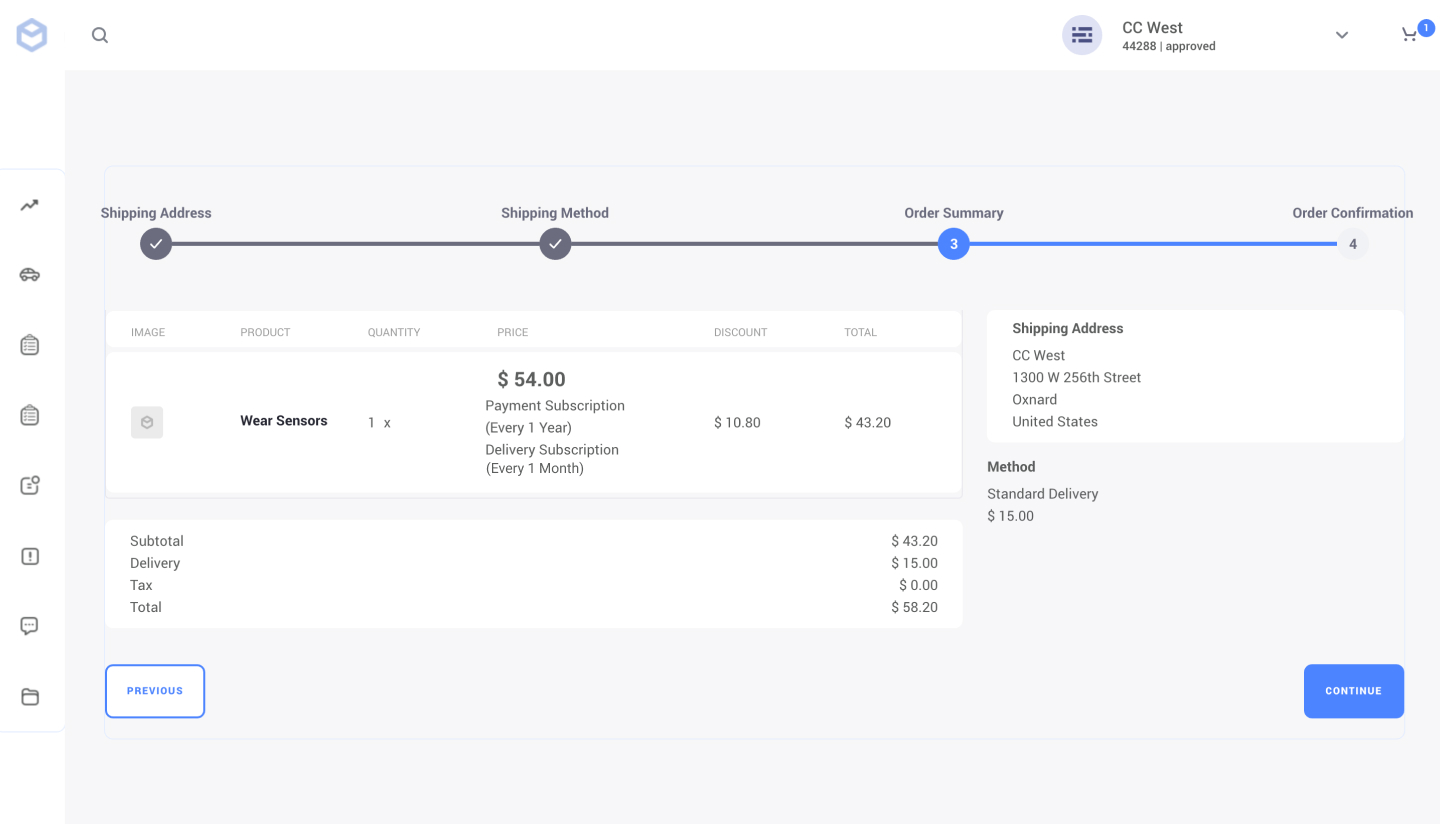 CC West
44288 | approved
1
Shipping Address
Shipping Method
Order Summary
Order Confirmation
3
4
IMAGE PRODUCT QUANTITY PRICE DISCOUNT TOTAL
$ 54.00
Payment Subscription
(Every 1 Year)
Wear Sensors 1 x $ 10.80 $ 43.20
Delivery Subscription
(Every 1 Month)
Subtotal $ 43.20
Delivery $ 15.00
Tax $ 0.00
Total $ 58.20
Shipping Address
CC West
1300 W 256th Street
Oxnard
United States
Method
Standard Delivery
$ 15.00
PREVIOUS
CONTINUE